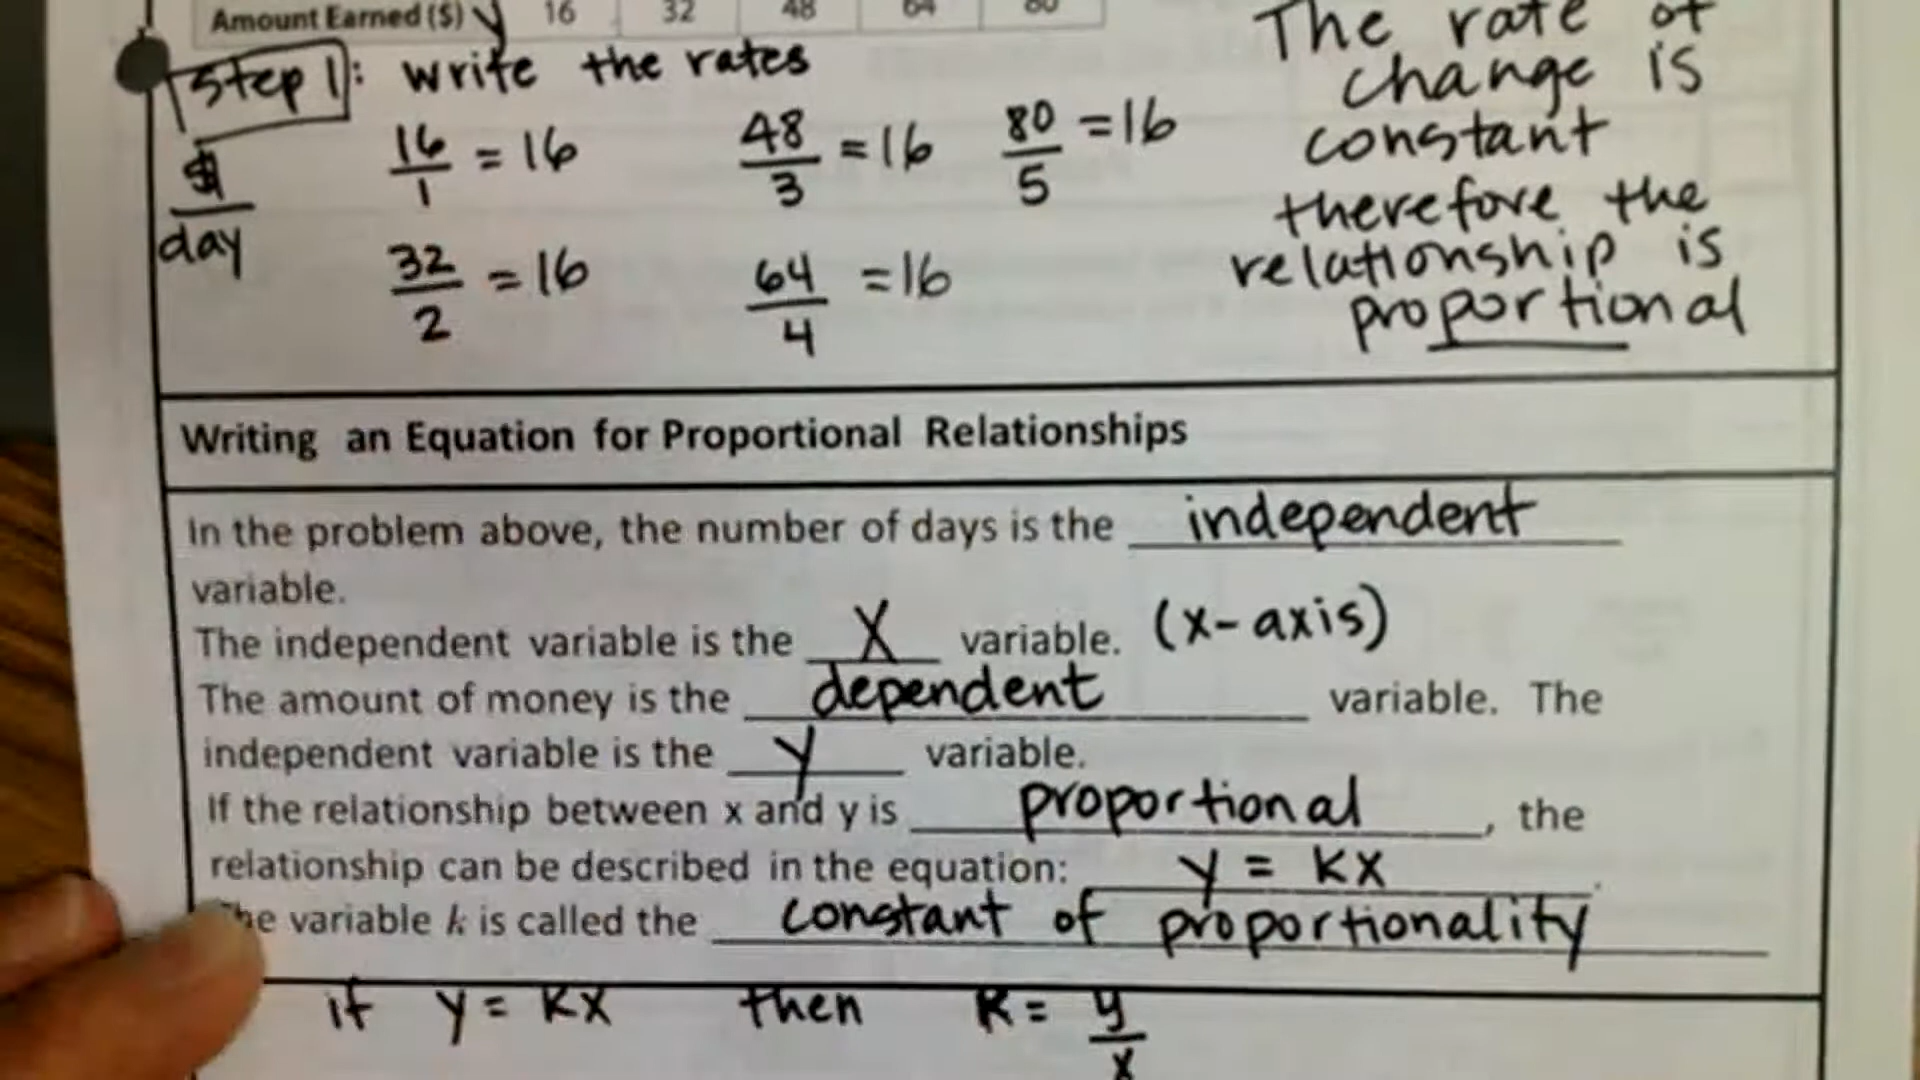 Amount Earned ($) y 16 32 48 64 80
Step 1: write the rates
$/day
16/1 = 16 48/3 = 16 80/5 = 16
32/2 = 16 64/4 = 16
The rate of
change is
constant
therefore the
relationship is
proportional
Writing an Equation for Proportional Relationships
In the problem above, the number of days is the independent
variable.
The independent variable is the X variable. (x-axis)
The amount of money is the dependent variable. The
independent variable is the y variable.
If the relationship between x and y is proportional, the
relationship can be described in the equation: y = kx.
The variable k is called the constant of proportionality
if y = kx then k = y/x